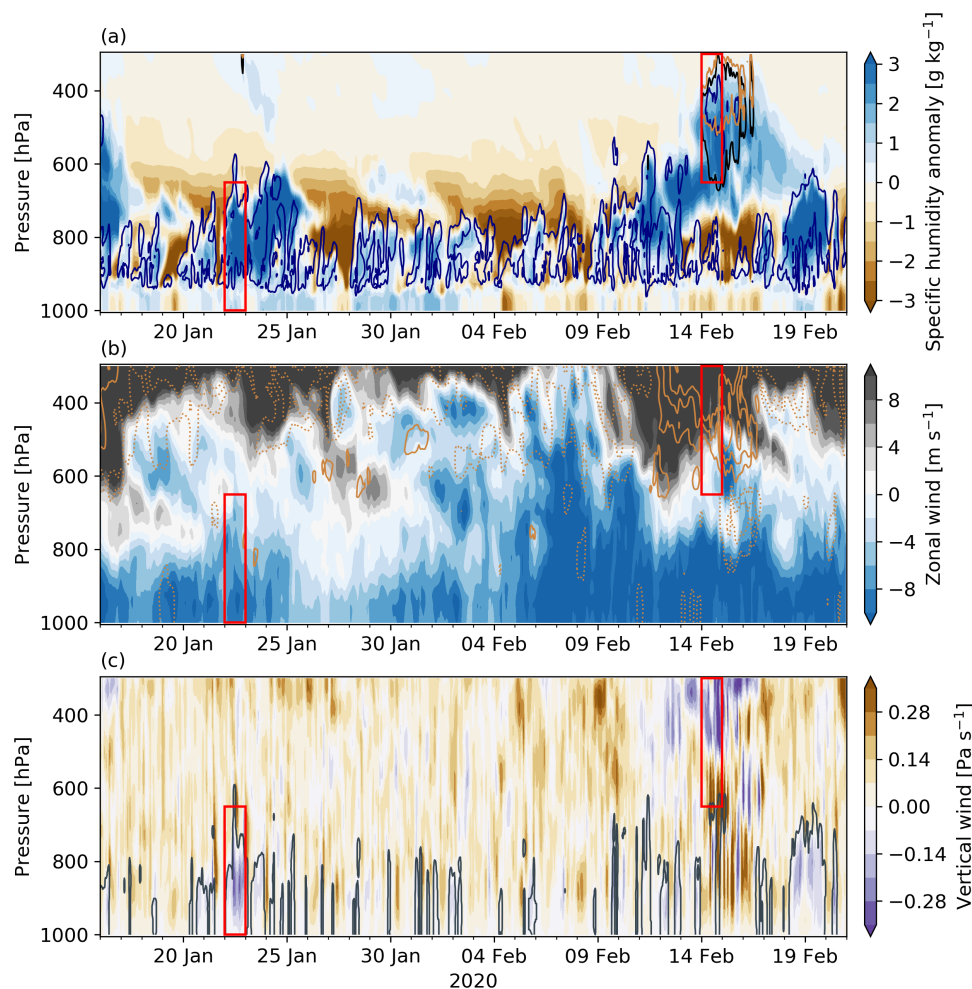 (a)
400
600
800
1000
Pressure [hPa]
20 Jan
25 Jan
30 Jan
04 Feb
09 Feb
14 Feb
19 Feb
3
2
1
0
−1
−2
−3
Specific humidity anomaly [g kg⁻¹]
(b)
400
600
800
1000
Pressure [hPa]
20 Jan
25 Jan
30 Jan
04 Feb
09 Feb
14 Feb
19 Feb
8
4
0
−4
−8
Zonal wind [m s⁻¹]
(c)
400
600
800
1000
Pressure [hPa]
20 Jan
25 Jan
30 Jan
04 Feb
09 Feb
14 Feb
19 Feb
2020
0.28
0.14
0.00
−0.14
−0.28
Vertical wind [Pa s⁻¹]